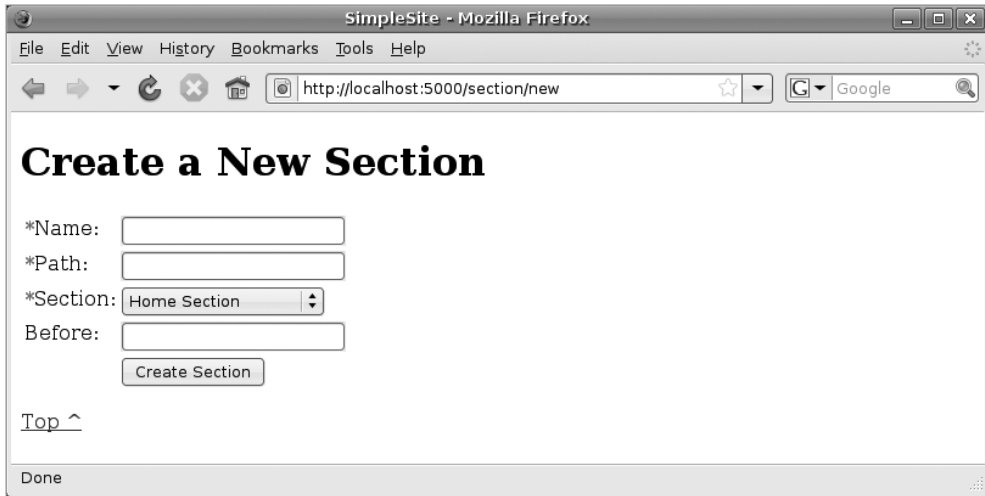 SimpleSite - Mozilla Firefox
File Edit View History Bookmarks Tools Help
http://localhost:5000/section/new G Google
Create a New Section
*Name:
*Path:
*Section: Home Section
Before:
Create Section
Top ^
Done